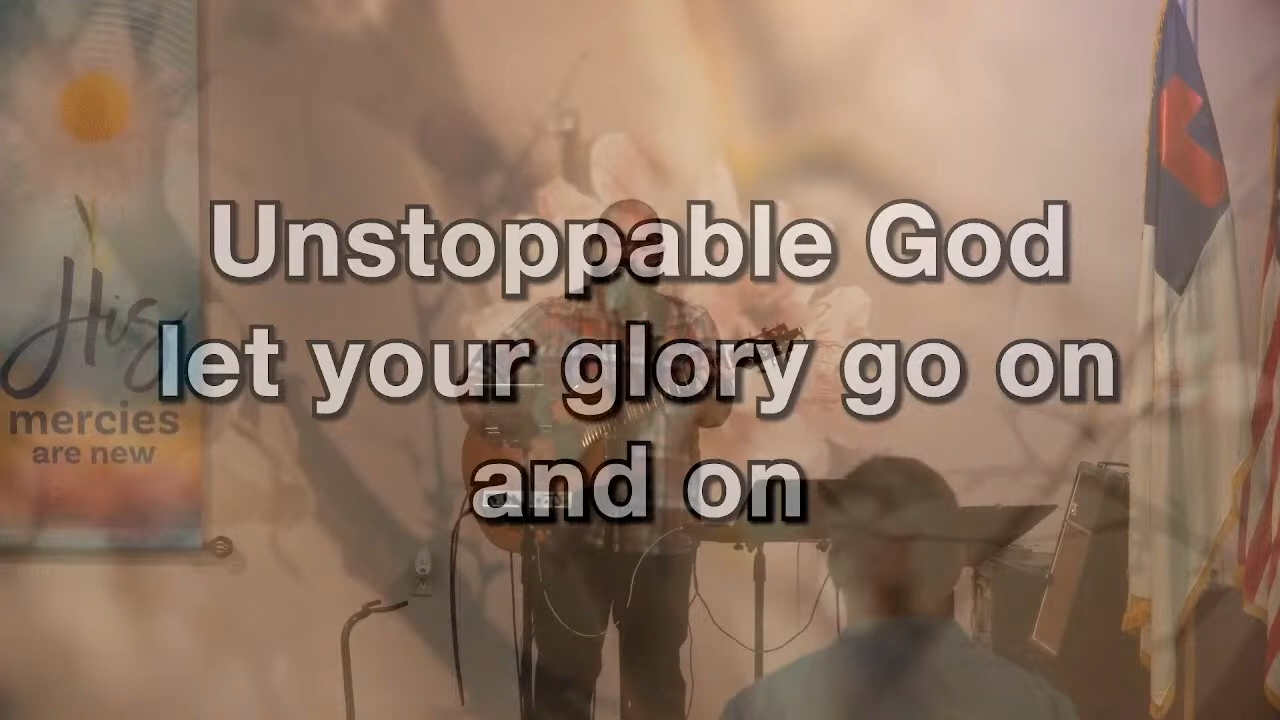 Unstoppable God
let your glory go on
and on
His
mercies
are new